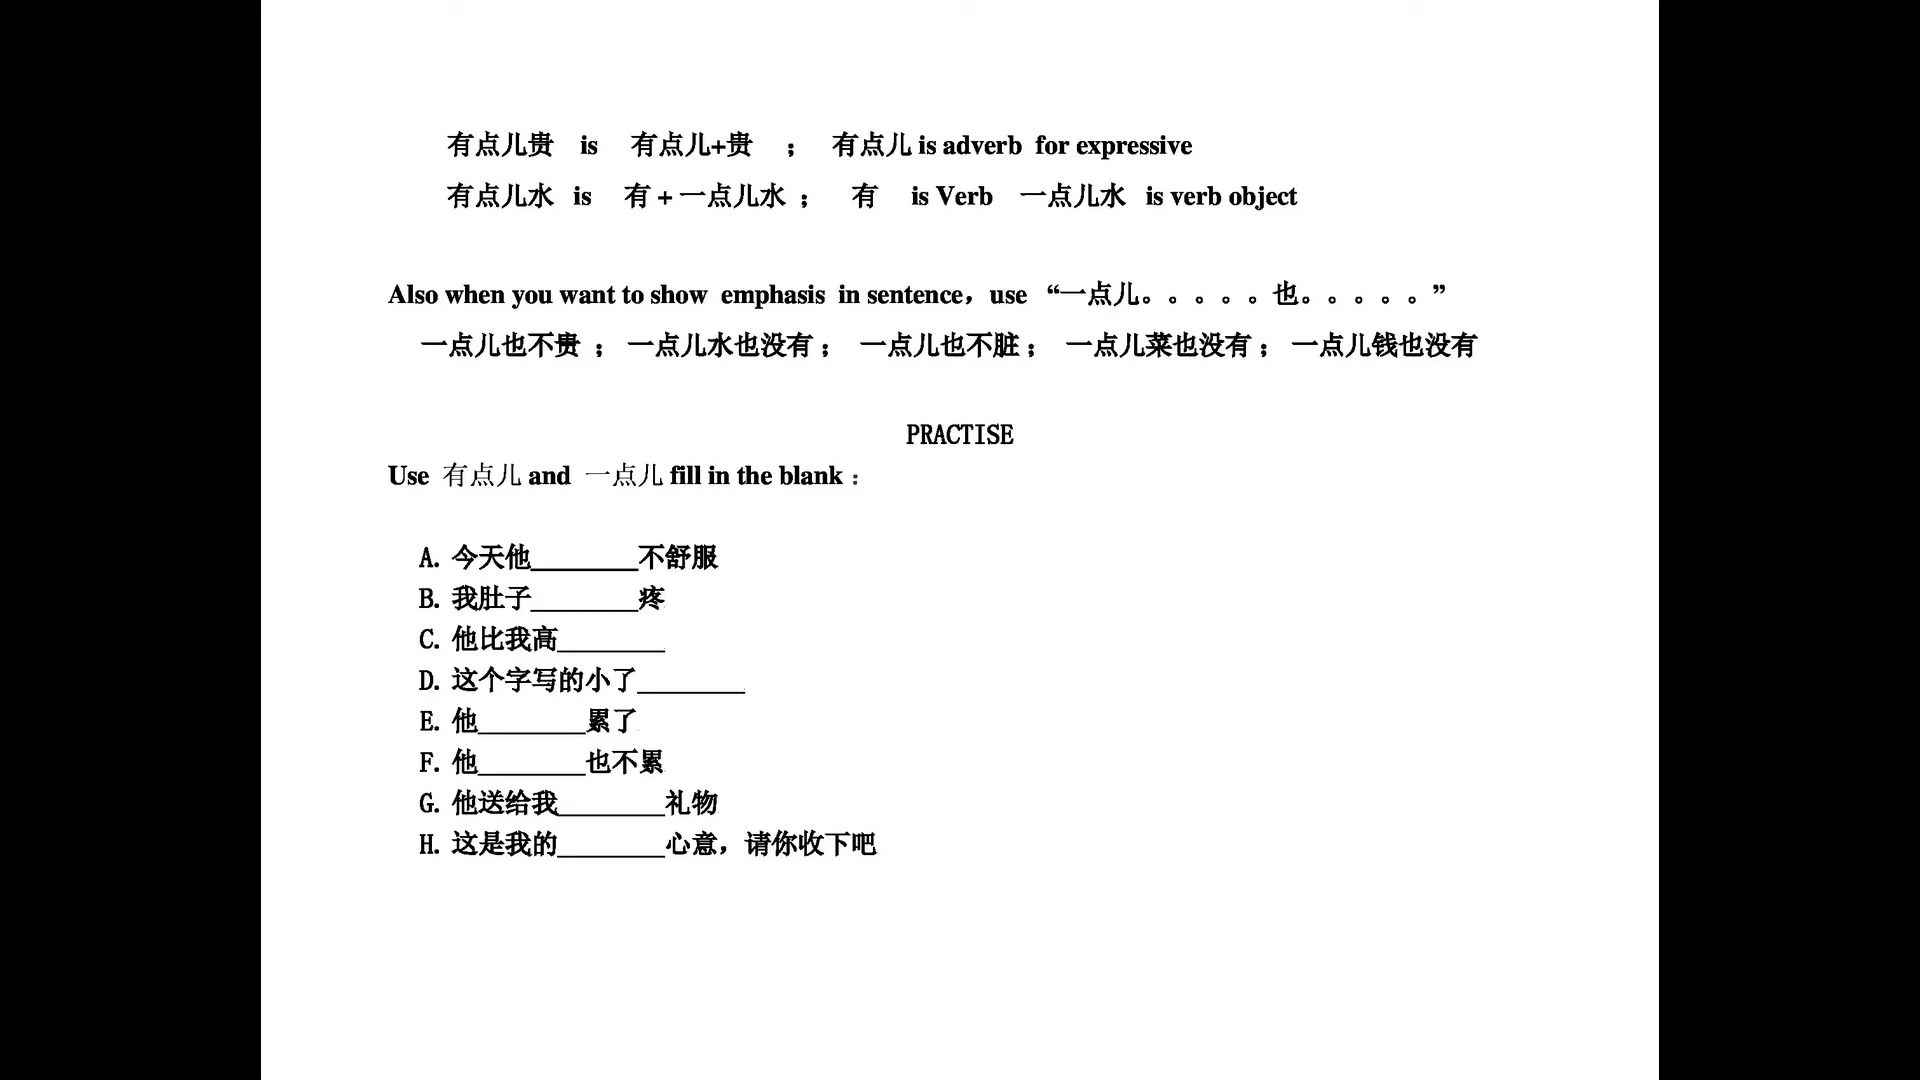 有点儿贵 is 有点儿+贵 ； 有点儿 is adverb for expressive
有点儿水 is 有 + 一点儿水 ； 有 is Verb 一点儿水 is verb object
Also when you want to show emphasis in sentence，use “一点儿。。。。。也。。。。。”
一点儿也不贵 ； 一点儿水也没有 ； 一点儿也不脏 ； 一点儿菜也没有 ； 一点儿钱也没有
PRACTISE
Use 有点儿 and 一点儿 fill in the blank：
A. 今天他________不舒服
B. 我肚子________疼
C. 他比我高________
D. 这个字写的小了________
E. 他________累了
F. 他________也不累
G. 他送给我________礼物
H. 这是我的________心意，请你收下吧